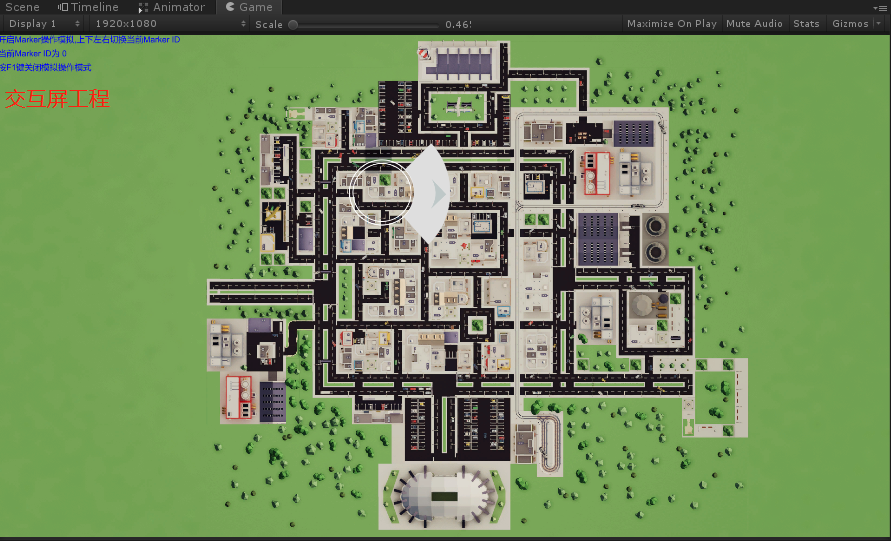 Scene Timeline Animator Game
Display 1 1920x1080 Scale 0.46: Maximize On Play Mute Audio Stats Gizmos
开启Marker操作模拟,上下左右切换当前Marker ID
当前Marker ID为 0
按F1键关闭模拟操作模式
交互屏工程